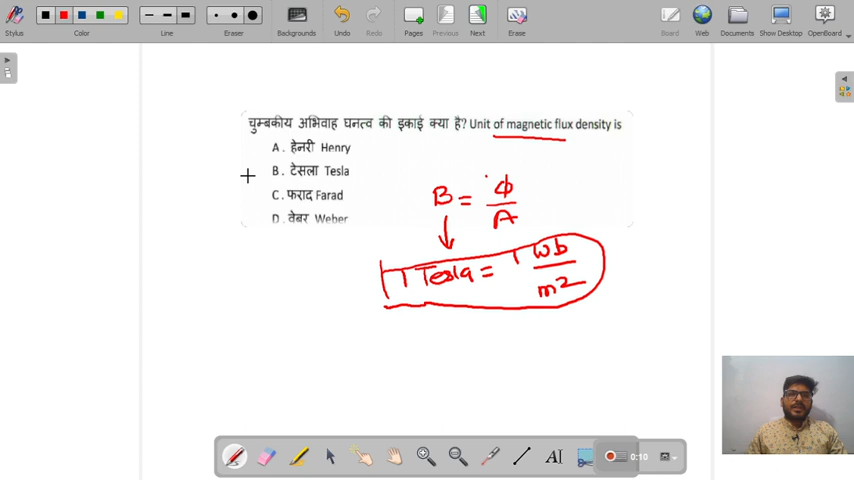 Stylus
Color
Line
Eraser
Backgrounds
Undo
Redo
Pages
Previous
Next
Erase
Board
Web
Documents
Show Desktop
OpenBoard
चुम्बकीय अभिवाह घनत्व की इकाई क्या है? Unit of magnetic flux density is
A. हेनरी Henry
B. टेसला Tesla
C. फराद Farad
D. वेबर Weber
B = ϕ/A
1 Tesla = 1 Wb/m²
0:10